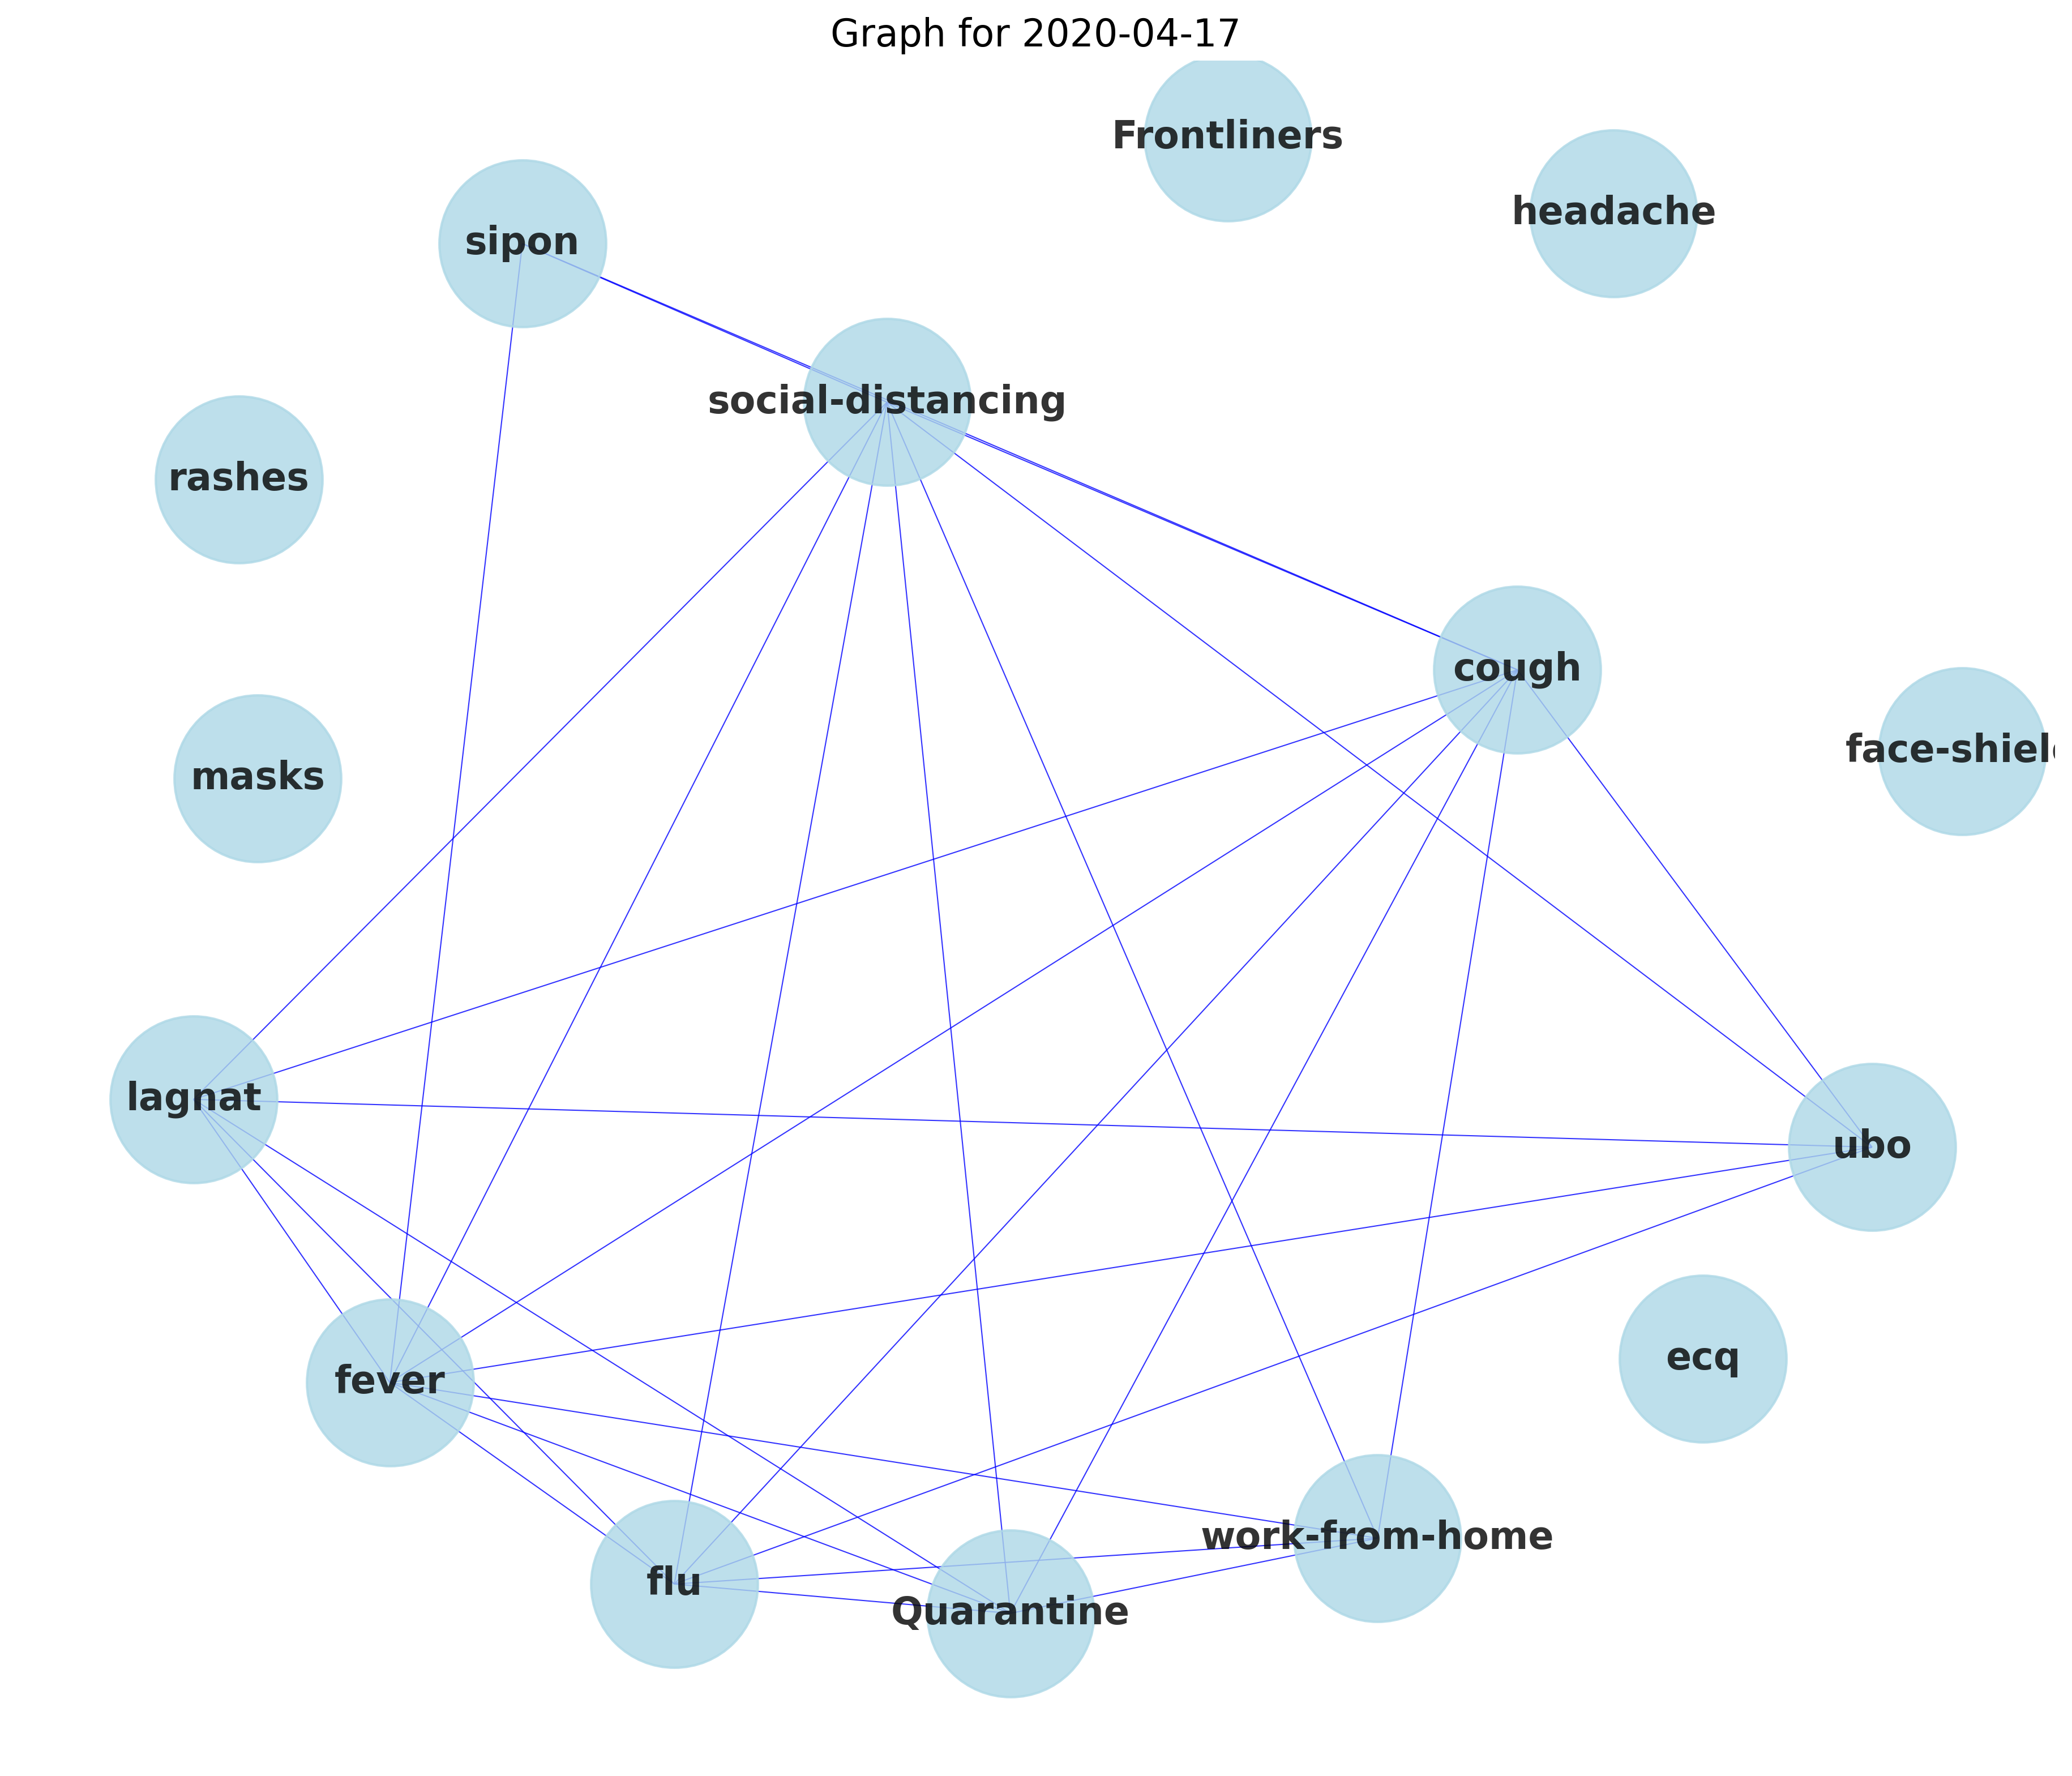 Graph for 2020-04-17
Frontliners
headache
sipon
social-distancing
rashes
cough
face-shiel
masks
lagnat
ubo
ecq
fever
work-from-home
flu
Quarantine